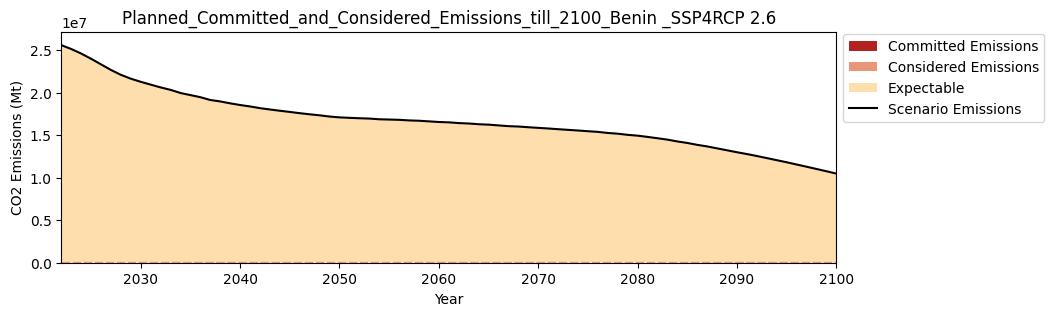 Planned_Committed_and_Considered_Emissions_till_2100_Benin _SSP4RCP 2.6
1e7
2.5
2.0
1.5
1.0
0.5
0.0
CO2 Emissions (Mt)
2030 2040 2050 2060 2070 2080 2090 2100
Year
Committed Emissions
Considered Emissions
Expectable
Scenario Emissions